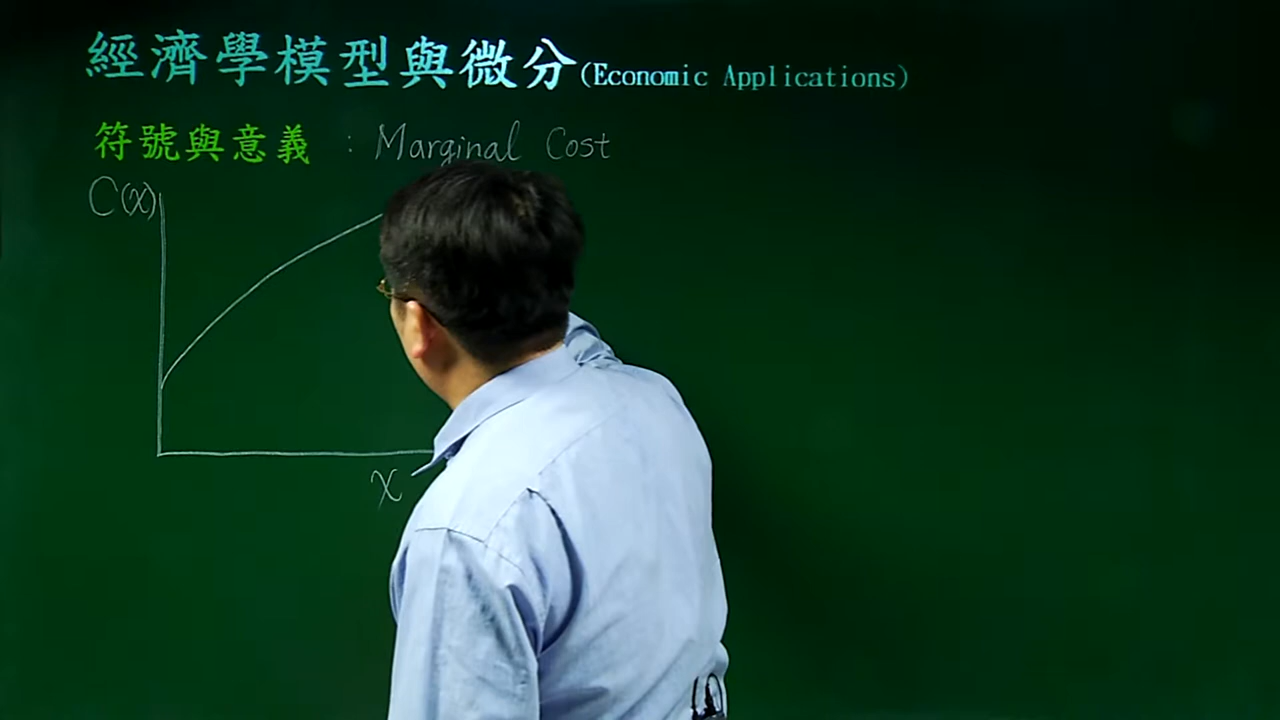 經濟學模型與微分(Economic Applications)
符號與意義 : Marginal Cost
C(x)
x